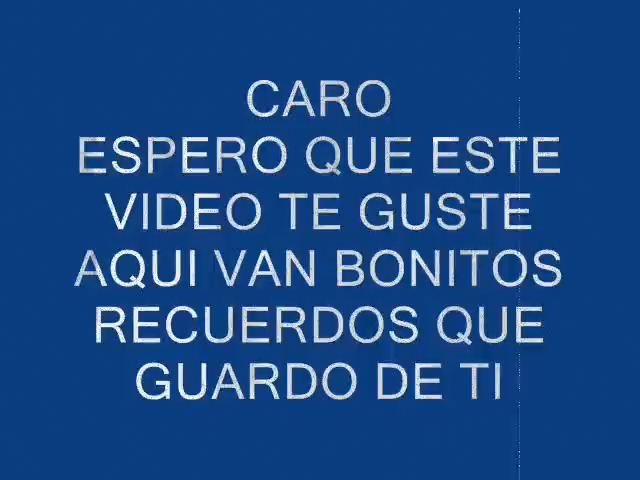 CARO
ESPERO QUE ESTE
VIDEO TE GUSTE
AQUI VAN BONITOS
RECUERDOS QUE
GUARDO DE TI